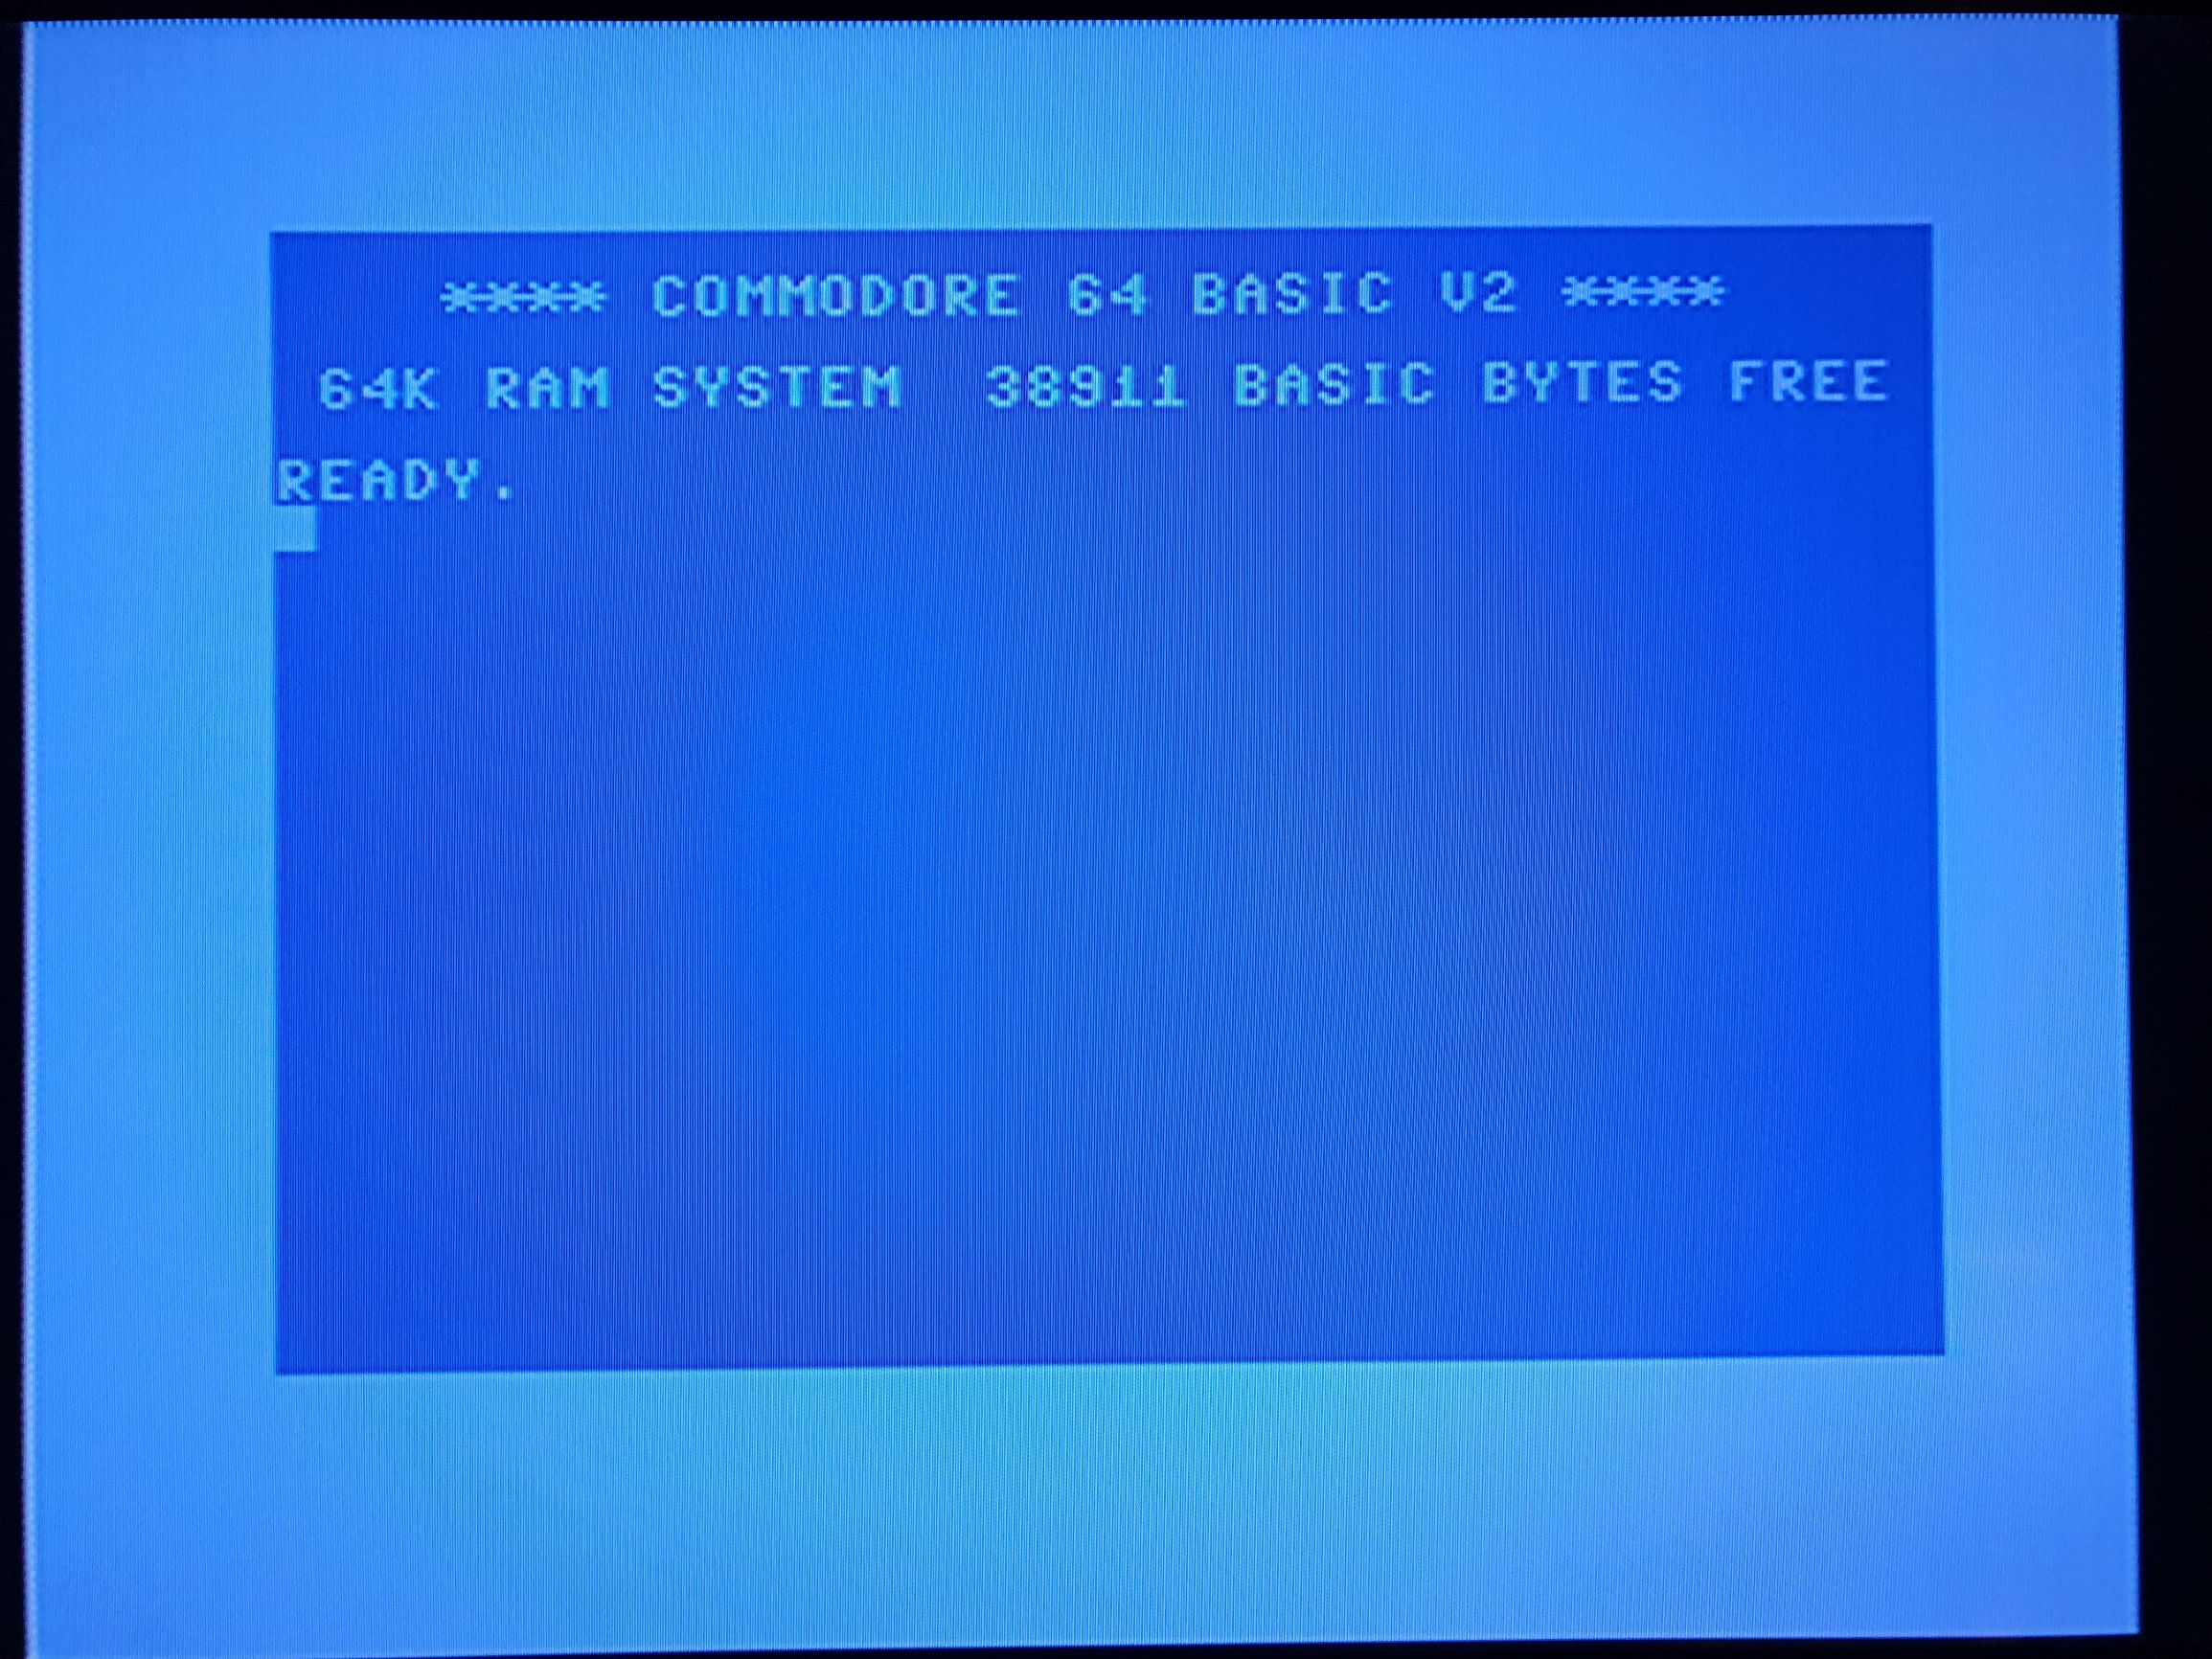 **** COMMODORE 64 BASIC V2 ****
64K RAM SYSTEM  38911 BASIC BYTES FREE
READY.